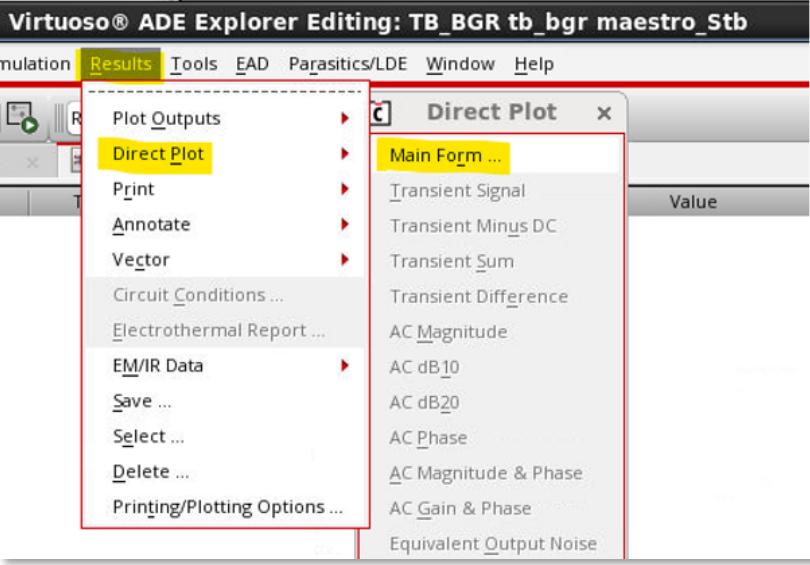 Virtuoso® ADE Explorer Editing: TB_BGR tb_bgr maestro_Stb
mulation Results Tools EAD Parasitics/LDE Window Help
R
Direct Plot
Plot Outputs
Direct Plot
Print
Annotate
Vector
Circuit Conditions ...
Electrothermal Report ...
EM/IR Data
Save ...
Select ...
Delete ...
Printing/Plotting Options ...
Main Form ...
Transient Signal
Transient Minus DC
Transient Sum
Transient Difference
AC Magnitude
AC dB10
AC dB20
AC Phase
AC Magnitude & Phase
AC Gain & Phase
Equivalent Output Noise
T
Value